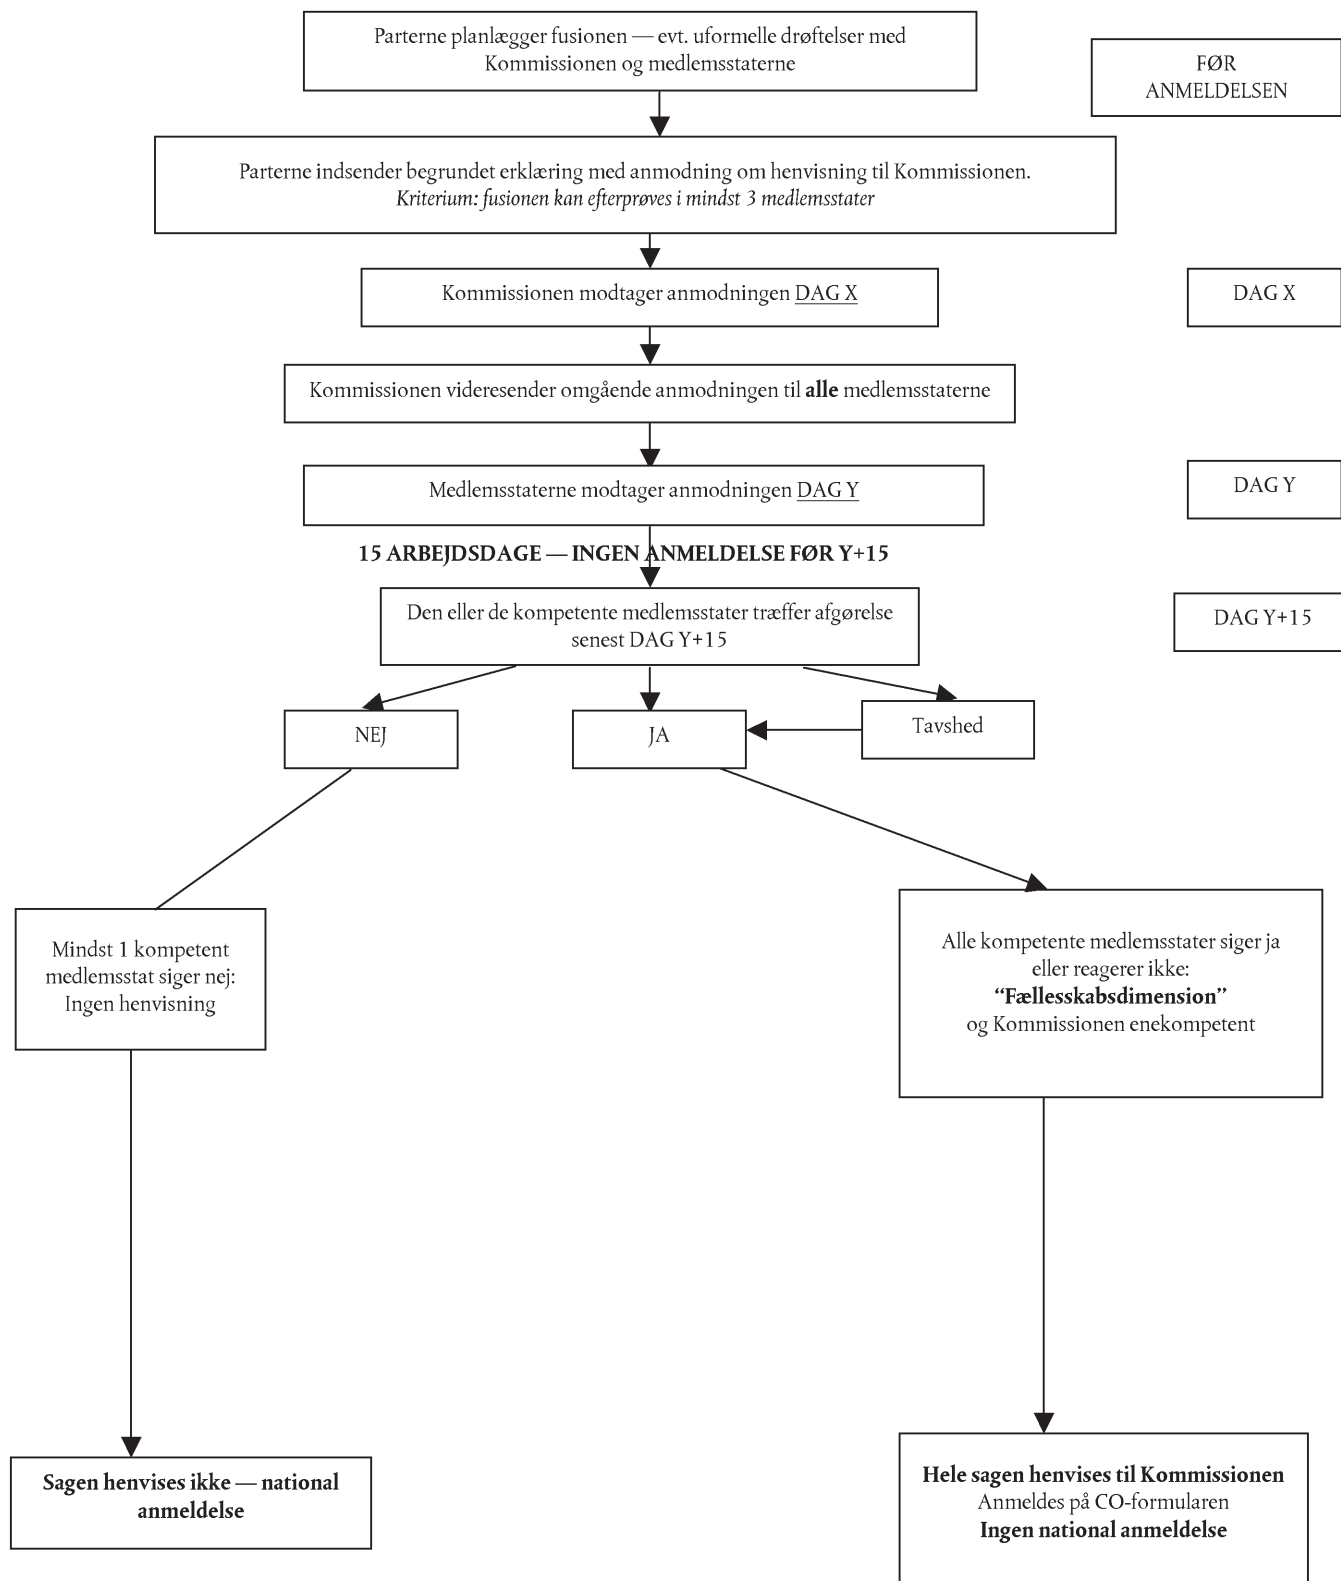 Parterne planlægger fusionen — evt. uformelle drøftelser med
Kommissionen og medlemsstaterne
FØR
ANMELDELSEN
Parterne indsender begrundet erklæring med anmodning om henvisning til Kommissionen.
Kriterium: fusionen kan efterprøves i mindst 3 medlemsstater
Kommissionen modtager anmodningen DAG X
DAG X
Kommissionen videresender omgående anmodningen til alle medlemsstaterne
Medlemsstaterne modtager anmodningen DAG Y
DAG Y
15 ARBEJDSDAGE — INGEN ANMELDELSE FØR Y+15
Den eller de kompetente medlemsstater træffer afgørelse
senest DAG Y+15
DAG Y+15
NEJ
JA
Tavshed
Mindst 1 kompetent
medlemsstat siger nej:
Ingen henvisning
Alle kompetente medlemsstater siger ja
eller reagerer ikke:
“Fællesskabsdimension”
og Kommissionen enekompetent
Sagen henvises ikke — national
anmeldelse
Hele sagen henvises til Kommissionen
Anmeldes på CO-formularen
Ingen national anmeldelse